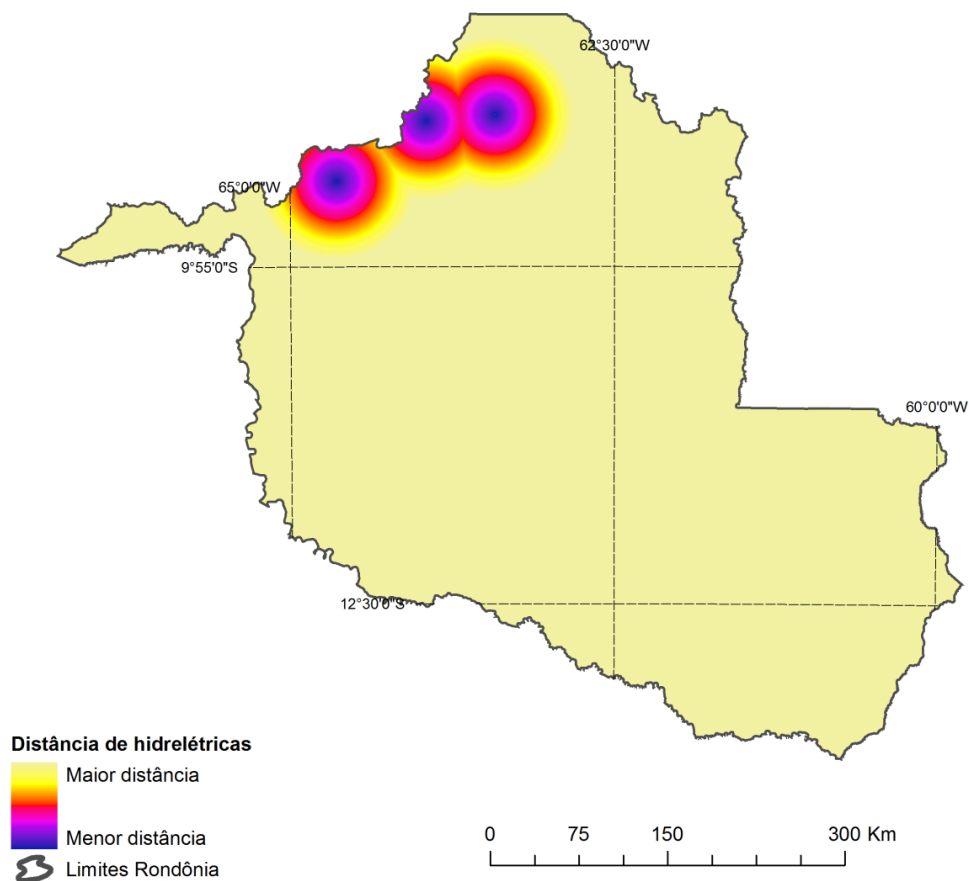 62°30'0"W
65°0'0"W
9°55'0"S
60°0'0"W
12°30'0"S
Distância de hidrelétricas
Maior distância
Menor distância
Limites Rondônia
0 75 150 300 Km